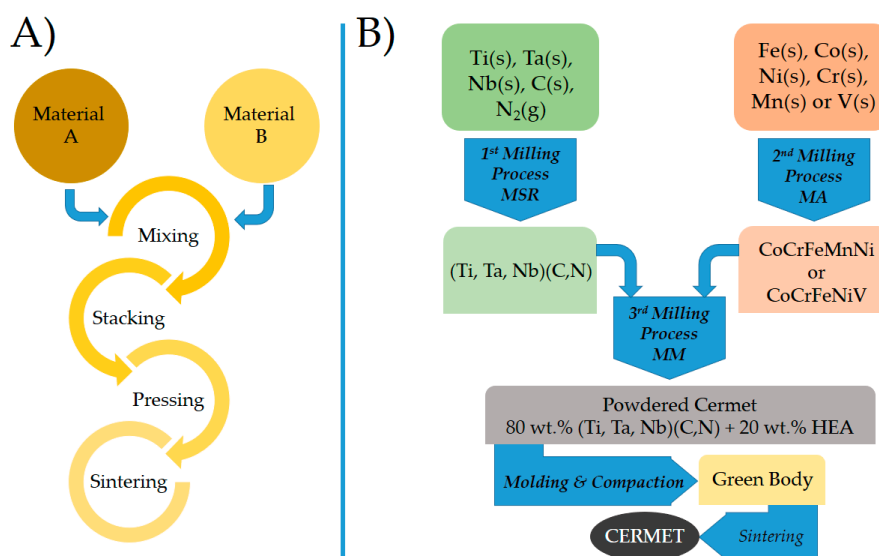 A)
Material
A
Material
B
Mixing
Stacking
Pressing
Sintering
B)
Ti(s), Ta(s),
Nb(s), C(s),
N₂(g)
Fe(s), Co(s),
Ni(s), Cr(s),
Mn(s) or V(s)
1ˢᵗ Milling
Process
MSR
2ⁿᵈ Milling
Process
MA
(Ti, Ta, Nb)(C,N)
CoCrFeMnNi
or
CoCrFeNiV
3ʳᵈ Milling
Process
MM
Powdered Cermet
80 wt.% (Ti, Ta, Nb)(C,N) + 20 wt.% HEA
Molding & Compaction
Green Body
CERMET
Sintering